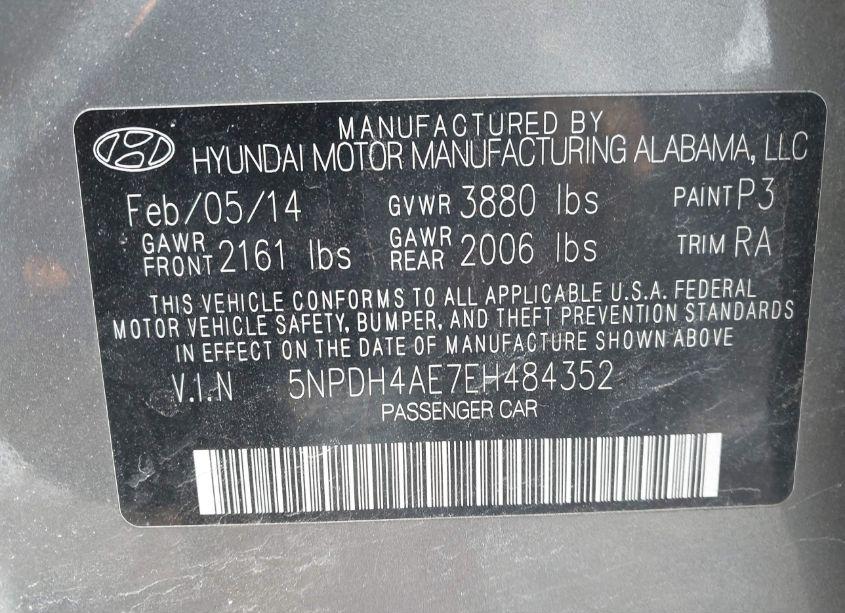 MANUFACTURED BY
HYUNDAI MOTOR MANUFACTURING ALABAMA, LLC
Feb/05/14 GVWR 3880 lbs PAINT P3
GAWR FRONT 2161 lbs GAWR REAR 2006 lbs TRIM RA
THIS VEHICLE CONFORMS TO ALL APPLICABLE U.S.A. FEDERAL
MOTOR VEHICLE SAFETY, BUMPER, AND THEFT PREVENTION STANDARDS
IN EFFECT ON THE DATE OF MANUFACTURE SHOWN ABOVE
V.I.N 5NPDH4AE7EH484352
PASSENGER CAR